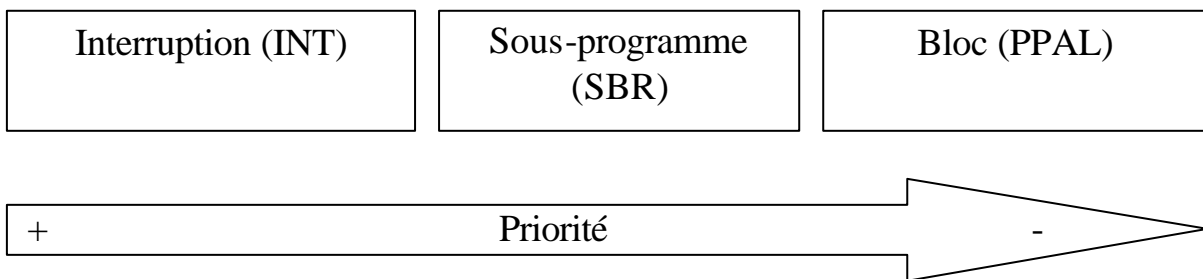 Interruption (INT)
Sous-programme
(SBR)
Bloc (PPAL)
+ Priorité -